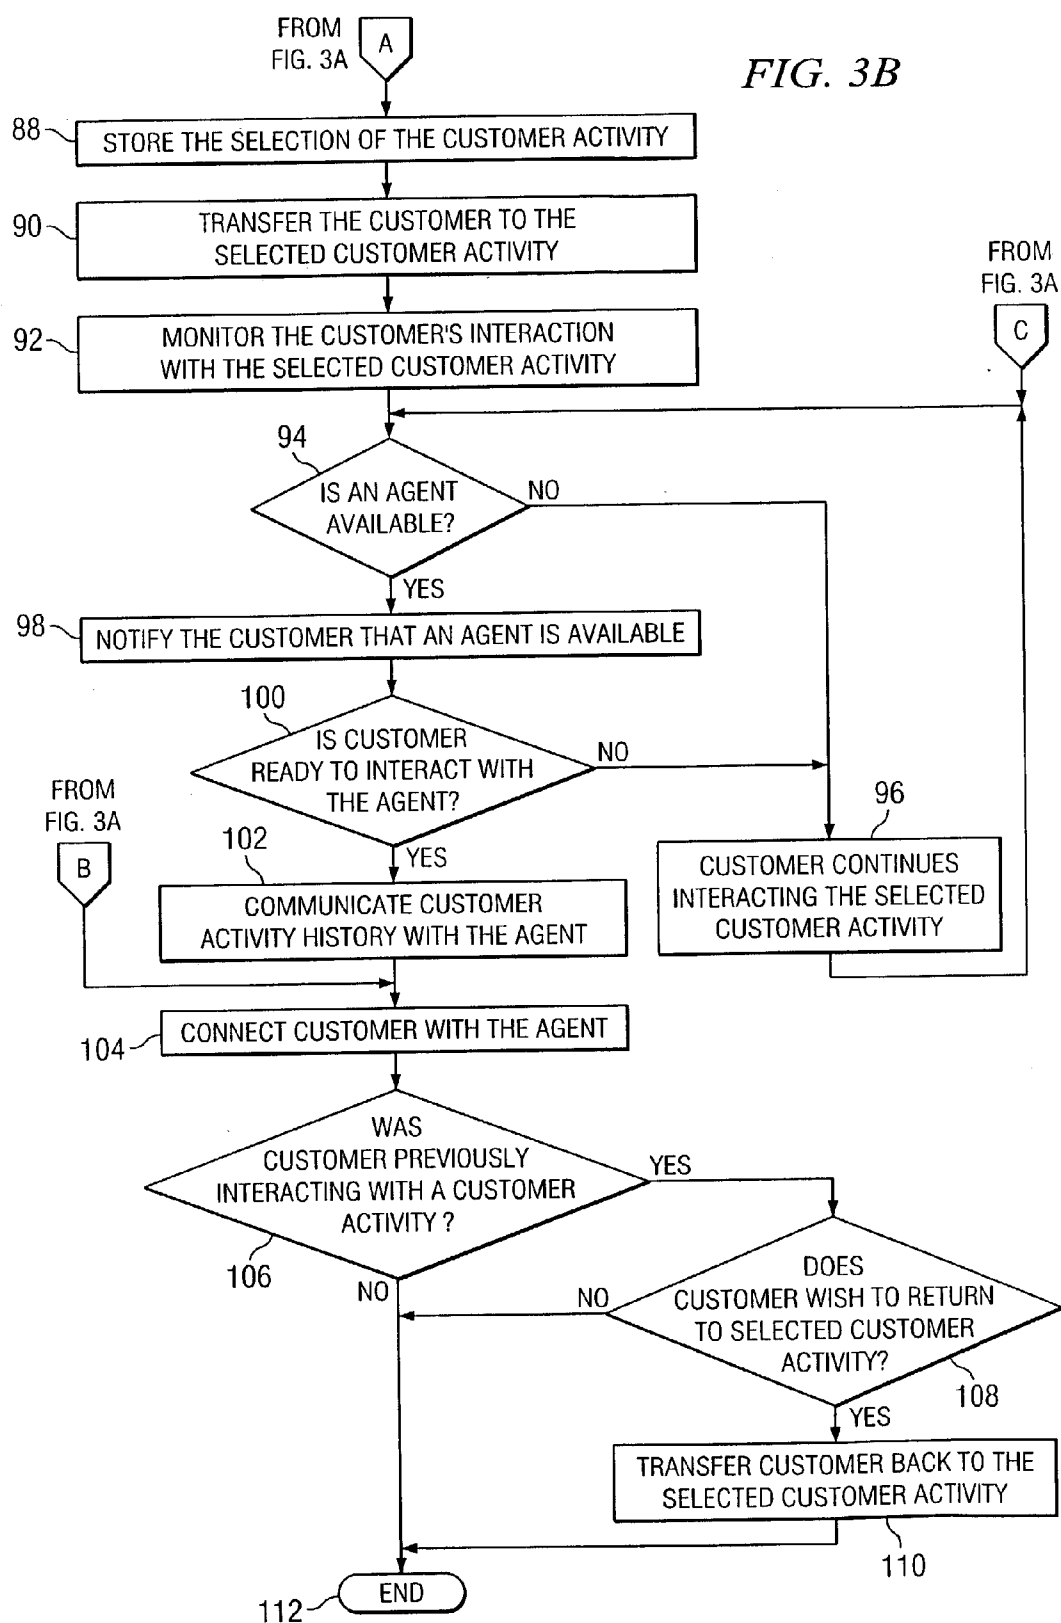 FROM
FIG. 3A
A
FIG. 3B
88
STORE THE SELECTION OF THE CUSTOMER ACTIVITY
90
TRANSFER THE CUSTOMER TO THE
SELECTED CUSTOMER ACTIVITY
FROM
FIG. 3A
C
92
MONITOR THE CUSTOMER'S INTERACTION
WITH THE SELECTED CUSTOMER ACTIVITY
94
IS AN AGENT
AVAILABLE?
NO
YES
98
NOTIFY THE CUSTOMER THAT AN AGENT IS AVAILABLE
100
IS CUSTOMER
READY TO INTERACT WITH
THE AGENT?
NO
YES
FROM
FIG. 3A
B
96
CUSTOMER CONTINUES
INTERACTING THE SELECTED
CUSTOMER ACTIVITY
102
COMMUNICATE CUSTOMER
ACTIVITY HISTORY WITH THE AGENT
104
CONNECT CUSTOMER WITH THE AGENT
WAS
CUSTOMER PREVIOUSLY
INTERACTING WITH A CUSTOMER
ACTIVITY ?
YES
106
NO
DOES
CUSTOMER WISH TO RETURN
TO SELECTED CUSTOMER
ACTIVITY?
NO
108
YES
TRANSFER CUSTOMER BACK TO THE
SELECTED CUSTOMER ACTIVITY
110
END
112